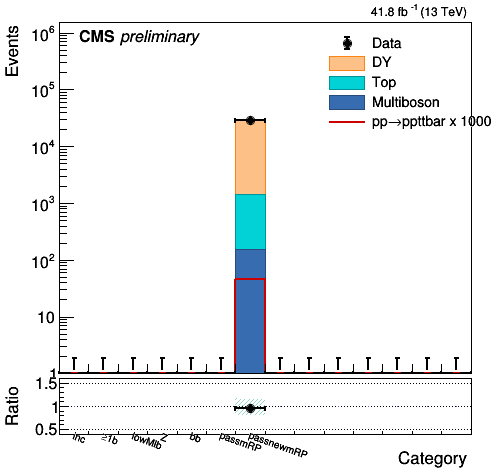 41.8 fb⁻¹ (13 TeV)
Events
CMS preliminary
Data
DY
Top
Multiboson
pp→ppttbar x 1000
10⁶
10⁵
10⁴
10³
10²
10
1
Ratio
1.5
1
0.5
inc
≥1b
lowMlb
Z
bb
passmRP
passnewmRP
Category